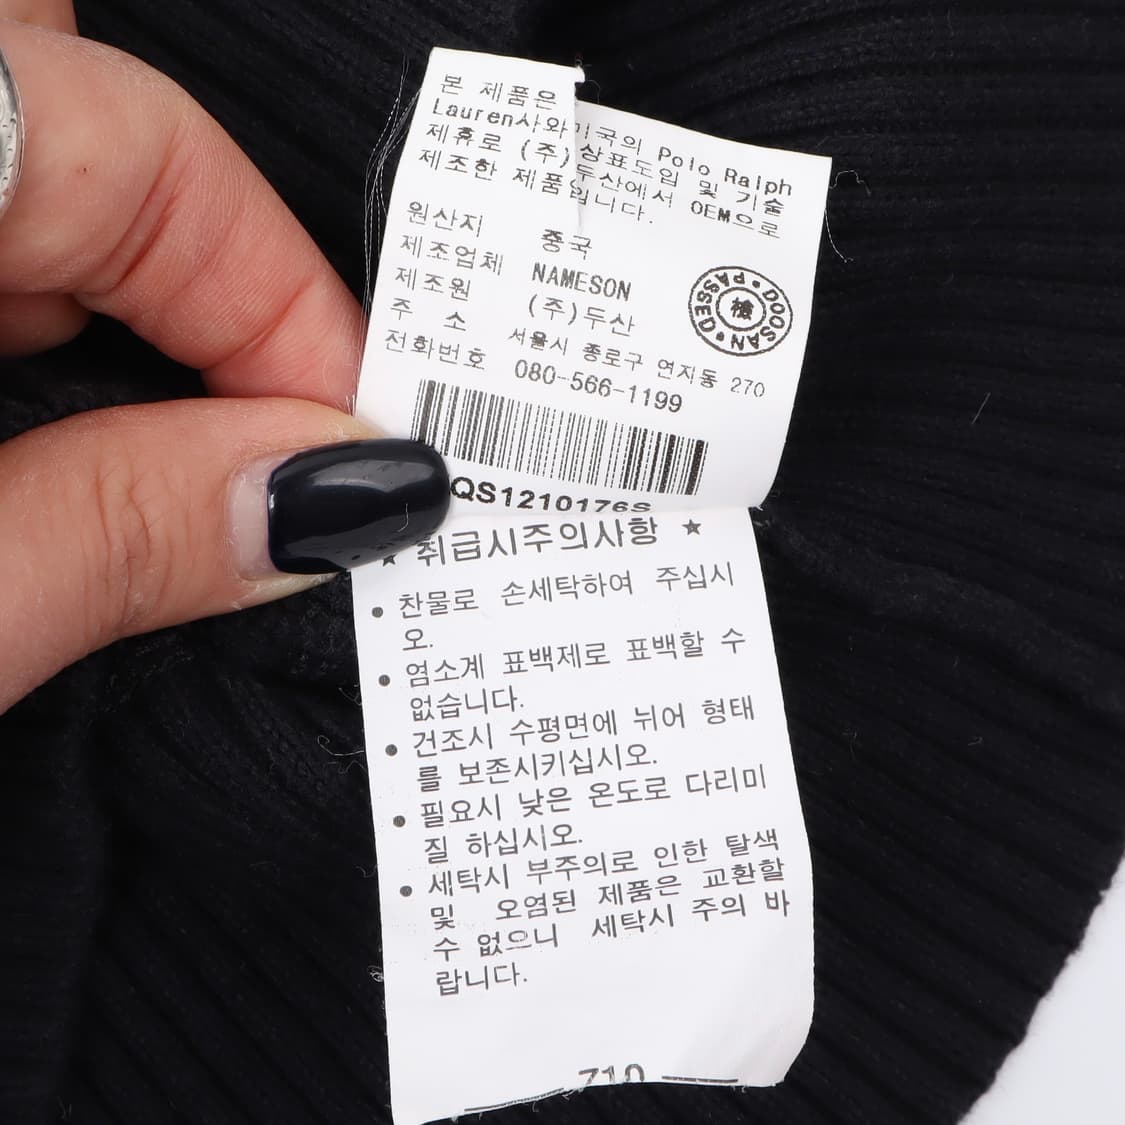 본 제품은 미국의 Polo Ralph
Lauren사와 상표도입 및 기술
제휴로 (주)두산에서 OEM으로
제조한 제품입니다.
원산지 중국
제조업체 NAMESON
제조원 (주)두산
주 소 서울시 종로구 연지동 270
전화번호 080-566-1199
DOOSAN PASSED
檢
QS1210176S
★ 취급시주의사항 ★
● 찬물로 손세탁하여 주십시
오.
● 염소계 표백제로 표백할 수
없습니다.
● 건조시 수평면에 뉘어 형태
를 보존시키십시오.
● 필요시 낮은 온도로 다리미
질 하십시오.
● 세탁시 부주의로 인한 탈색
및 오염된 제품은 교환할
수 없으니 세탁시 주의 바
랍니다.
710